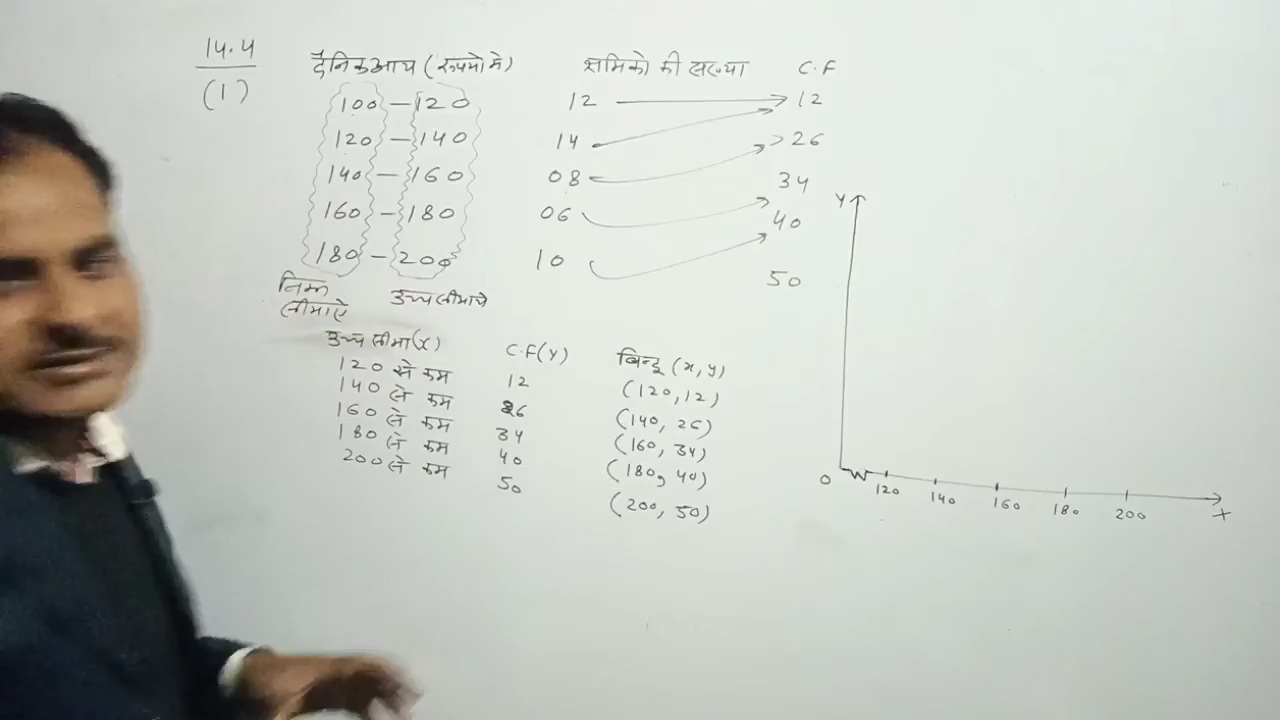 14.4
(1)
दैनिक आय (रूपयो मे) श्रमिको की संख्या C.F
100 – 120 12 12
120 – 140 14 26
140 – 160 08 34
160 – 180 06 40
180 – 200 10 50
निम्न सीमाऐ उच्च सीमाये
उच्च सीमा (x) C.F (y) बिन्दू (x, y)
120 से कम 12 (120, 12)
140 से कम 26 (140, 26)
160 से कम 34 (160, 34)
180 से कम 40 (180, 40)
200 से कम 50 (200, 50)
Y
0 120 140 160 180 200 X